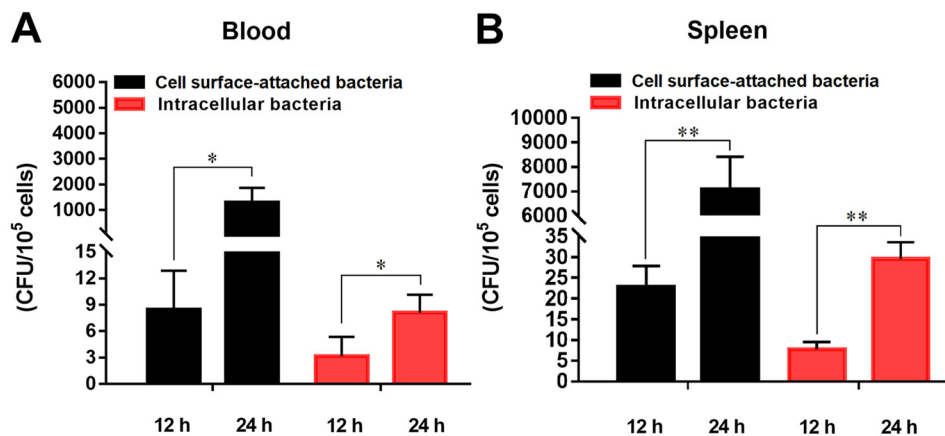 A
Blood
Cell surface-attached bacteria
Intracellular bacteria
(CFU/10⁵ cells)
6000
5000
4000
3000
2000
1000
15
12
9
6
3
0
*
*
12 h
24 h
12 h
24 h
B
Spleen
Cell surface-attached bacteria
Intracellular bacteria
(CFU/10⁵ cells)
10000
9000
8000
7000
6000
35
30
25
20
15
10
5
0
**
**
12 h
24 h
12 h
24 h